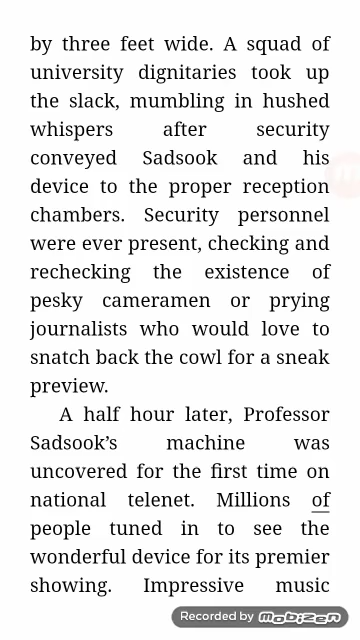 by three feet wide. A squad of
university dignitaries took up
the slack, mumbling in hushed
whispers after security
conveyed Sadsook and his
device to the proper reception
chambers. Security personnel
were ever present, checking and
rechecking the existence of
pesky cameramen or prying
journalists who would love to
snatch back the cowl for a sneak
preview.
A half hour later, Professor
Sadsook’s machine was
uncovered for the first time on
national telenet. Millions of
people tuned in to see the
wonderful device for its premier
showing. Impressive music
Recorded by mobizen